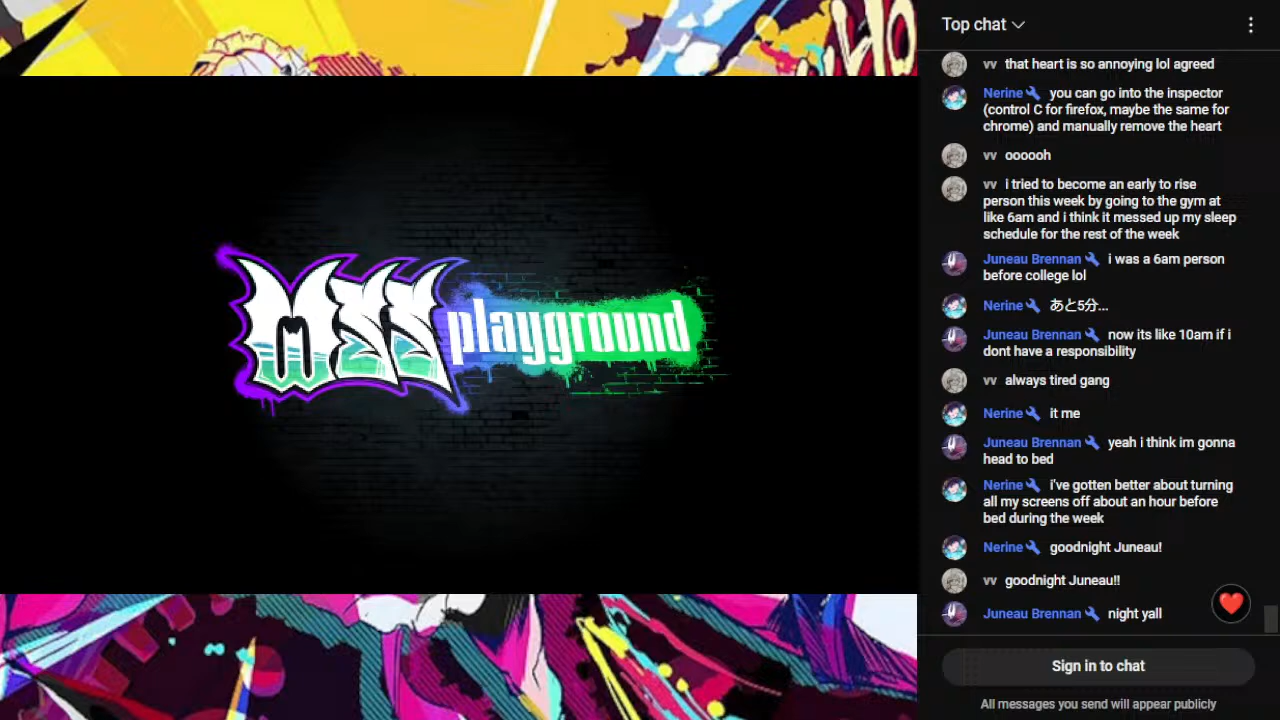 Top chat
vv that heart is so annoying lol agreed
Nerine you can go into the inspector
(control C for firefox, maybe the same for
chrome) and manually remove the heart
vv oooooh
vv i tried to become an early to rise
person this week by going to the gym at
like 6am and i think it messed up my sleep
schedule for the rest of the week
Juneau Brennan i was a 6am person
before college lol
Nerine あと5分...
Juneau Brennan now its like 10am if i
dont have a responsibility
vv always tired gang
Nerine it me
Juneau Brennan yeah i think im gonna
head to bed
Nerine i've gotten better about turning
all my screens off about an hour before
bed during the week
Nerine goodnight Juneau!
vv goodnight Juneau!!
Juneau Brennan night yall
Sign in to chat
All messages you send will appear publicly
playground